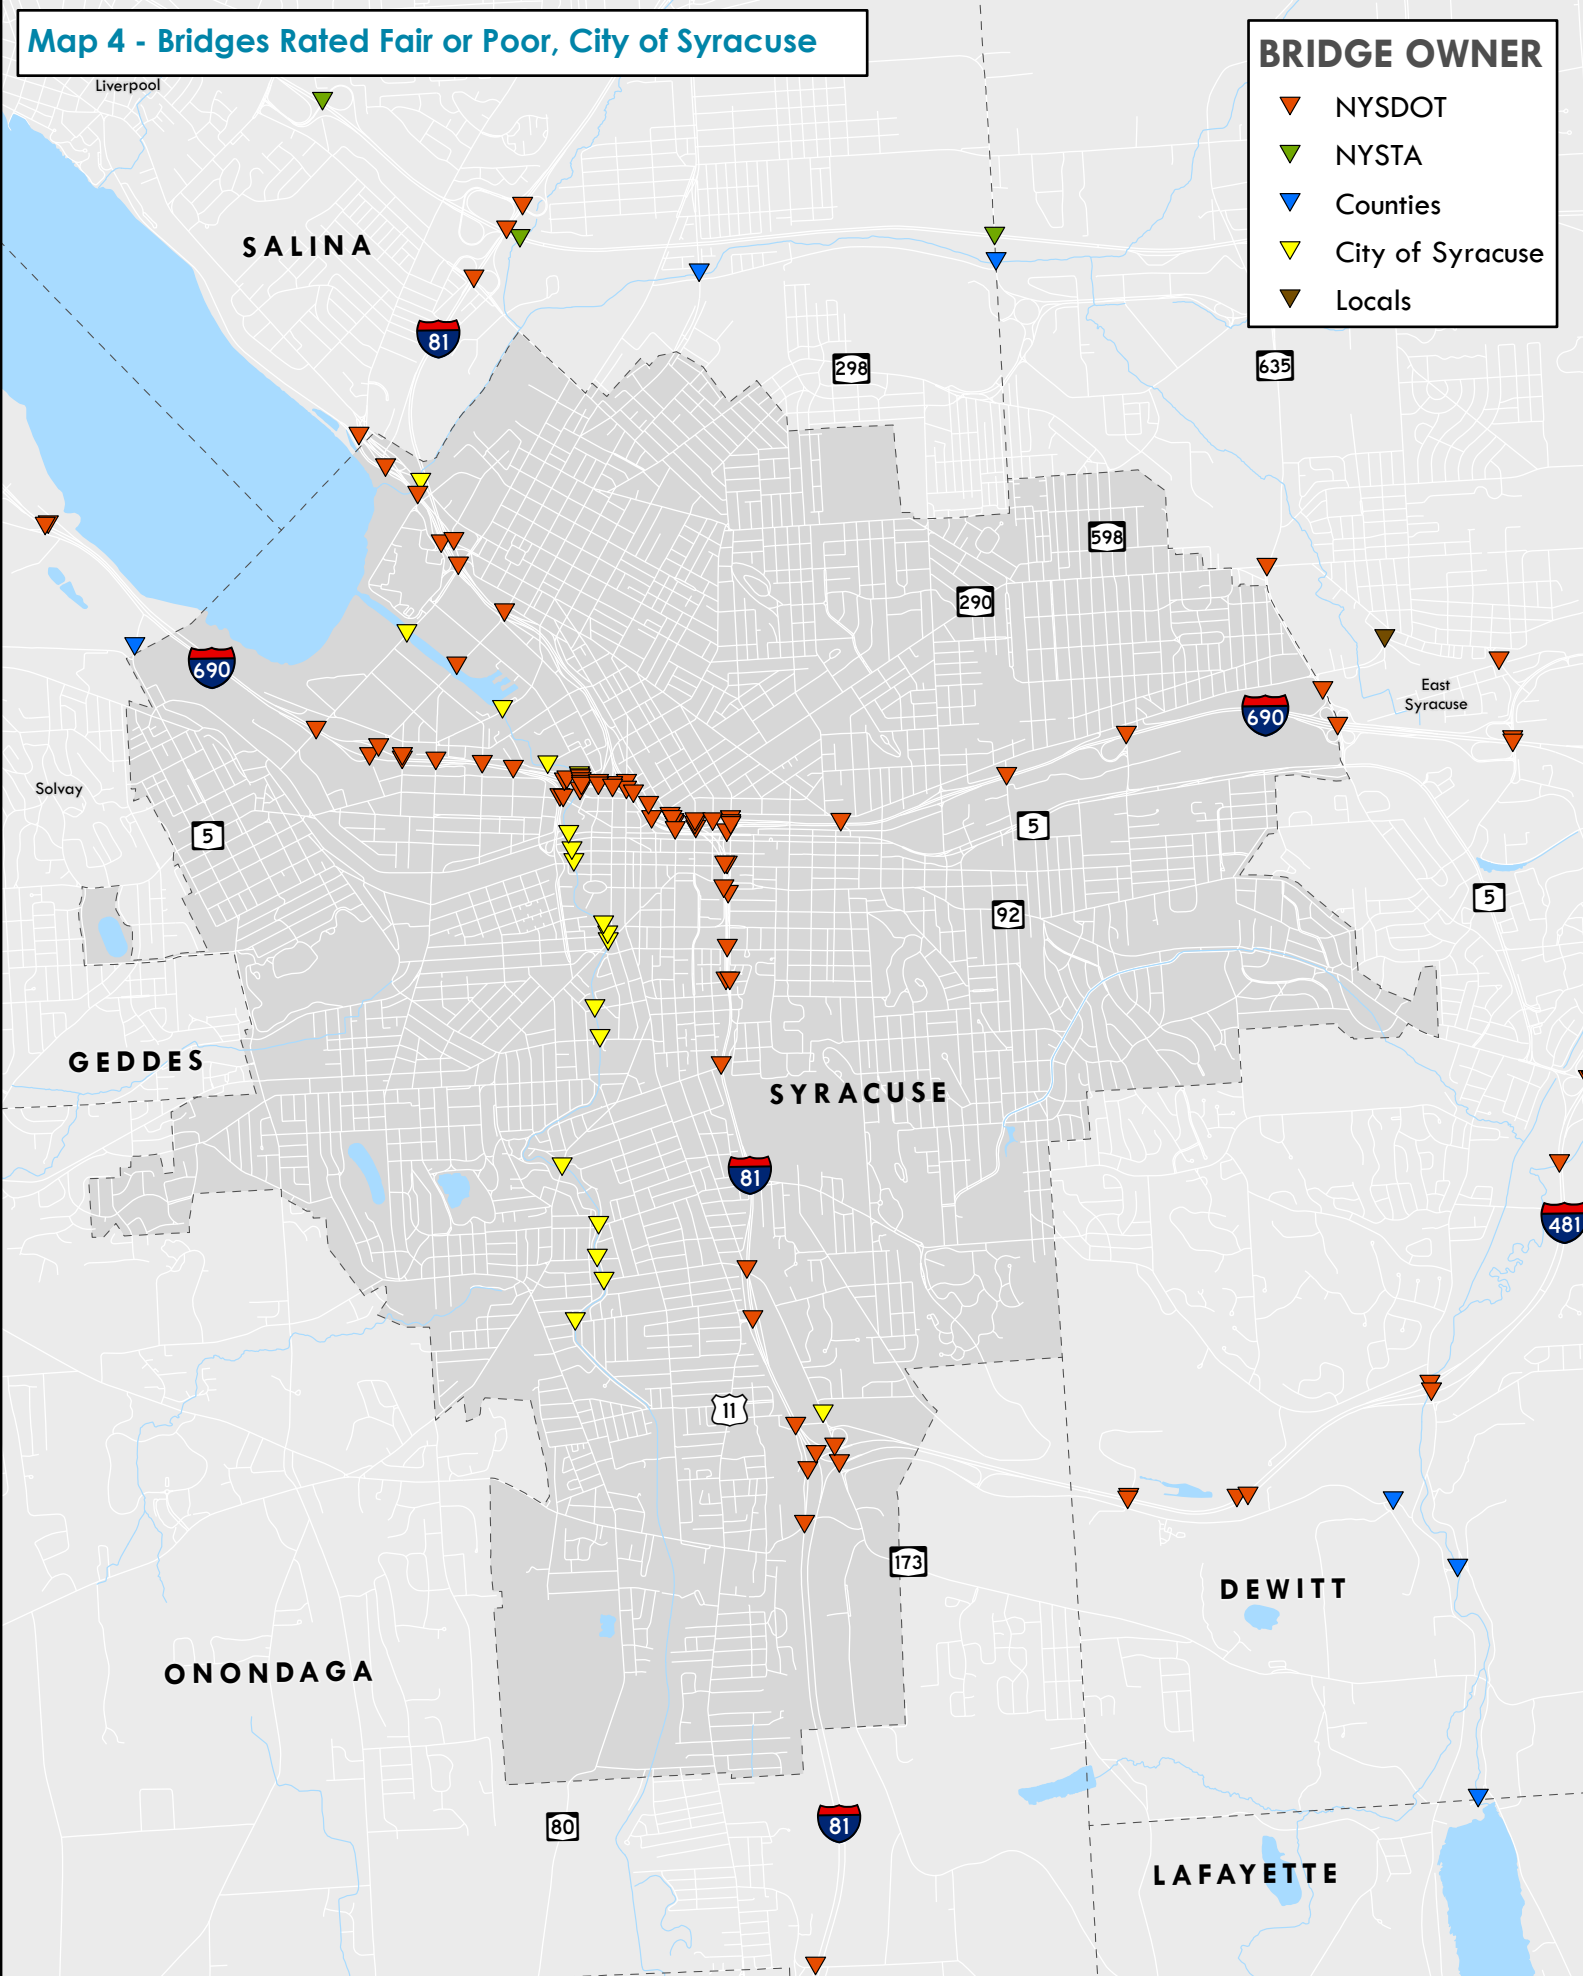 Map 4 - Bridges Rated Fair or Poor, City of Syracuse
BRIDGE OWNER
NYSDOT
NYSTA
Counties
City of Syracuse
Locals
Liverpool
SALINA
81
298
635
598
290
690
East
Syracuse
690
Solvay
5
5
92
5
GEDDES
SYRACUSE
81
481
11
173
DEWITT
ONONDAGA
80
81
LAFAYETTE